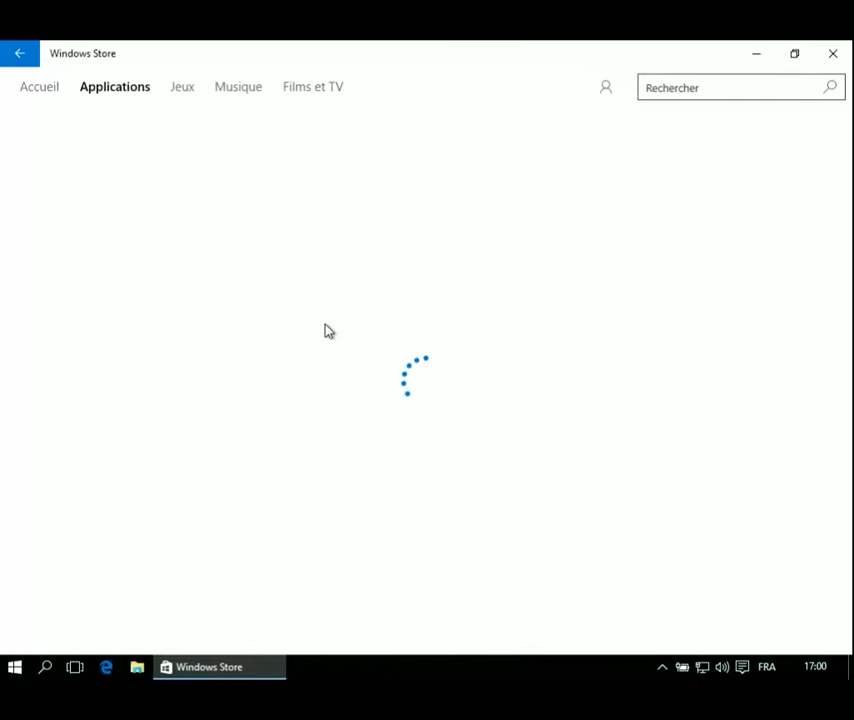 Windows Store
Accueil Applications Jeux Musique Films et TV Rechercher
Windows Store FRA 17:00